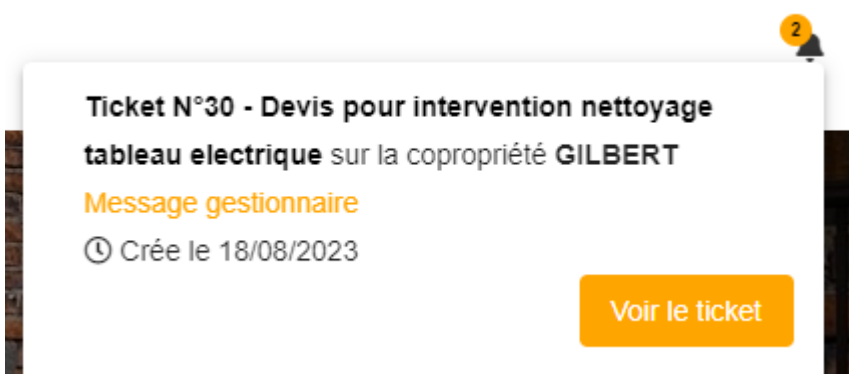 2
Ticket N°30 - Devis pour intervention nettoyage
tableau electrique sur la copropriété GILBERT
Message gestionnaire
Crée le 18/08/2023
Voir le ticket